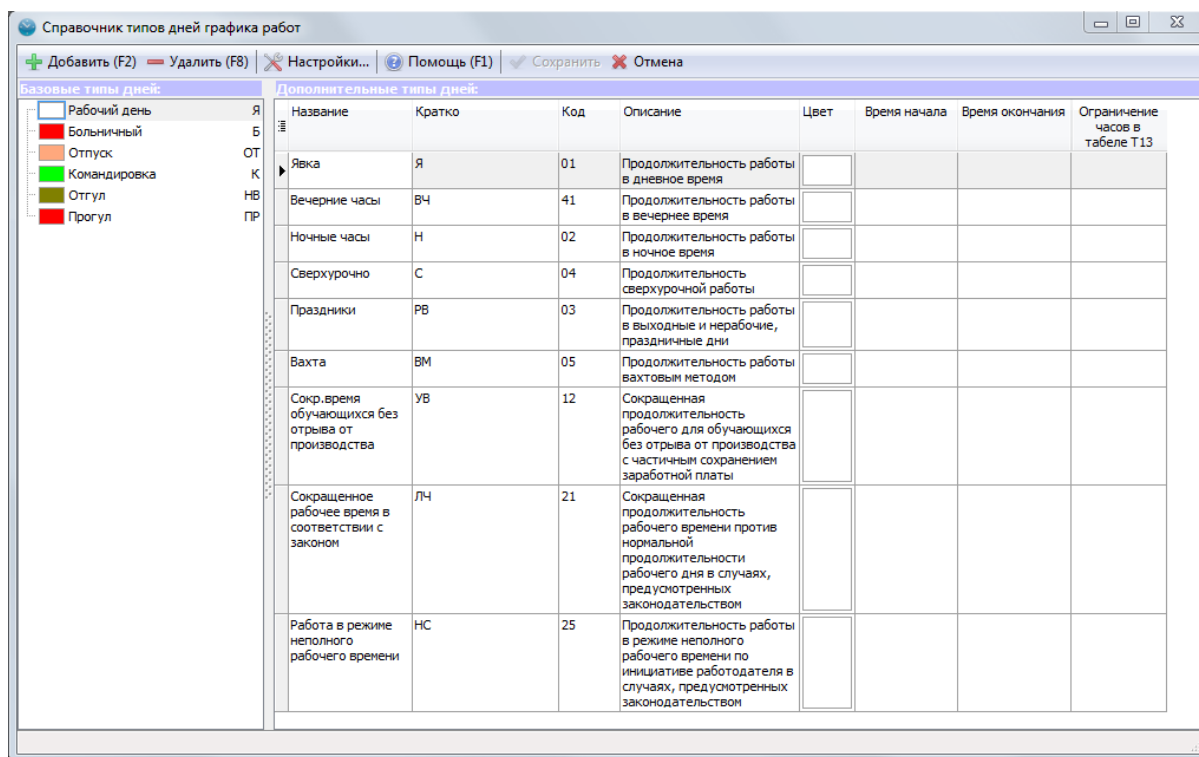 Справочник типов дней графика работ
Добавить (F2) Удалить (F8) Настройки... Помощь (F1) Сохранить Отмена
Базовые типы дней:
Рабочий день Я
Больничный Б
Отпуск ОТ
Командировка К
Отгул НВ
Прогул ПР
Дополнительные типы дней:
Название Кратко Код Описание Цвет Время начала Время окончания Ограничение
часов в
табеле Т13
Явка Я 01 Продолжительность работы
в дневное время
Вечерние часы ВЧ 41 Продолжительность работы
в вечернее время
Ночные часы Н 02 Продолжительность работы
в ночное время
Сверхурочно С 04 Продолжительность
сверхурочной работы
Праздники РВ 03 Продолжительность работы
в выходные и нерабочие,
праздничные дни
Вахта ВМ 05 Продолжительность работы
вахтовым методом
Сокр.время УВ 12 Сокращенная
обучающихся без продолжительность
отрыва от рабочего для обучающихся
производства без отрыва от производства
с частичным сохранением
заработной платы
Сокращенное ЛЧ 21 Сокращенная
рабочее время в продолжительность
соответствии с рабочего времени против
законом нормальной
продолжительности
рабочего дня в случаях,
предусмотренных
законодательством
Работа в режиме НС 25 Продолжительность работы
неполного в режиме неполного
рабочего времени рабочего времени по
инициативе работодателя в
случаях, предусмотренных
законодательством